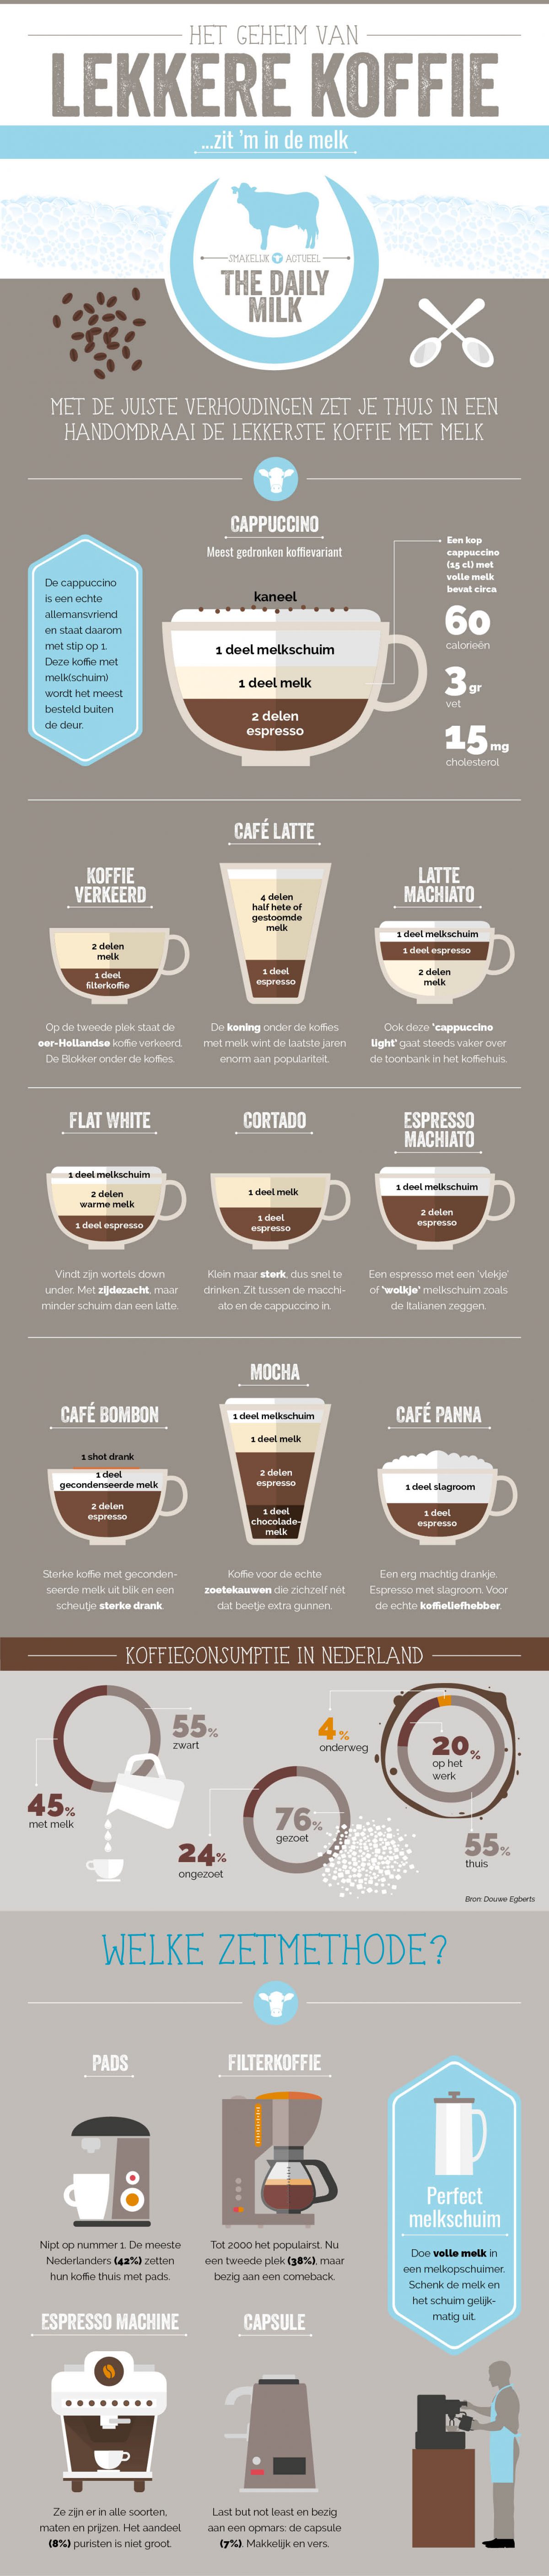 HET GEHEIM VAN
LEKKERE KOFFIE
...zit 'm in de melk
SMAKELIJK ACTUEEL
THE DAILY
MILK
MET DE JUISTE VERHOUDINGEN ZET JE THUIS IN EEN
HANDOMDRAAI DE LEKKERSTE KOFFIE MET MELK
CAPPUCCINO
Meest gedronken koffievariant
De cappuccino
is een echte
allemansvriend
en staat daarom
met stip op 1.
Deze koffie met
melk(schuim)
wordt het meest
besteld buiten
de deur.
kaneel
1 deel melkschuim
1 deel melk
2 delen
espresso
Een kop
cappuccino
(15 cl) met
volle melk
bevat circa
60
calorieën
3 gr
vet
15 mg
cholesterol
KOFFIE
VERKEERD
2 delen
melk
1 deel
filterkoffie
Op de tweede plek staat de
oer-Hollandse koffie verkeerd.
De Blokker onder de koffies.
CAFÉ LATTE
4 delen
half hete of
gestoomde
melk
1 deel
espresso
De koning onder de koffies
met melk wint de laatste jaren
enorm aan populariteit.
LATTE
MACHIATO
1 deel melkschuim
1 deel espresso
2 delen
melk
Ook deze 'cappuccino
light' gaat steeds vaker over
de toonbank in het koffiehuis.
FLAT WHITE
1 deel melkschuim
2 delen
warme melk
1 deel espresso
Vindt zijn wortels down
under. Met zijdezacht, maar
minder schuim dan een latte.
CORTADO
1 deel melk
1 deel
espresso
Klein maar sterk, dus snel te
drinken. Zit tussen de macchi-
ato en de cappuccino in.
ESPRESSO
MACHIATO
1 deel melkschuim
2 delen
espresso
Een espresso met een 'vlekje'
of 'wolkje' melkschuim zoals
de Italianen zeggen.
CAFÉ BOMBON
1 shot drank
1 deel
gecondenseerde melk
2 delen
espresso
Sterke koffie met geconden-
seerde melk uit blik en een
scheutje sterke drank.
MOCHA
1 deel melkschuim
1 deel melk
2 delen
espresso
1 deel
chocolade-
melk
Koffie voor de echte
zoetekauwen die zichzelf nét
dat beetje extra gunnen.
CAFÉ PANNA
1 deel slagroom
1 deel
espresso
Een erg machtig drankje.
Espresso met slagroom. Voor
de echte koffieliefhebber.
KOFFIECONSUMPTIE IN NEDERLAND
55%
zwart
45%
met melk
76%
gezoet
24%
ongezoet
4%
onderweg
20%
op het
werk
55%
thuis
Bron: Douwe Egberts
WELKE ZETMETHODE?
PADS
Nipt op nummer 1. De meeste
Nederlanders (42%) zetten
hun koffie thuis met pads.
FILTERKOFFIE
Tot 2000 het populairst. Nu
een tweede plek (38%), maar
bezig aan een comeback.
Perfect
melkschuim
Doe volle melk in
een melkopschuimer.
Schenk de melk en
het schuim gelijk-
matig uit.
ESPRESSO MACHINE
Ze zijn er in alle soorten,
maten en prijzen. Het aandeel
(8%) puristen is niet groot.
CAPSULE
Last but not least en bezig
aan een opmars: de capsule
(7%). Makkelijk en vers.